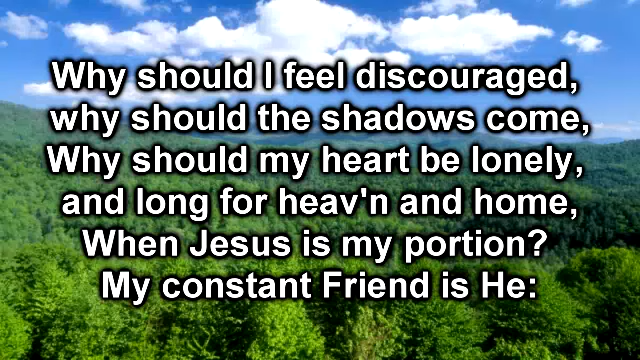 Why should I feel discouraged,
why should the shadows come,
Why should my heart be lonely,
and long for heav'n and home,
When Jesus is my portion?
My constant Friend is He: